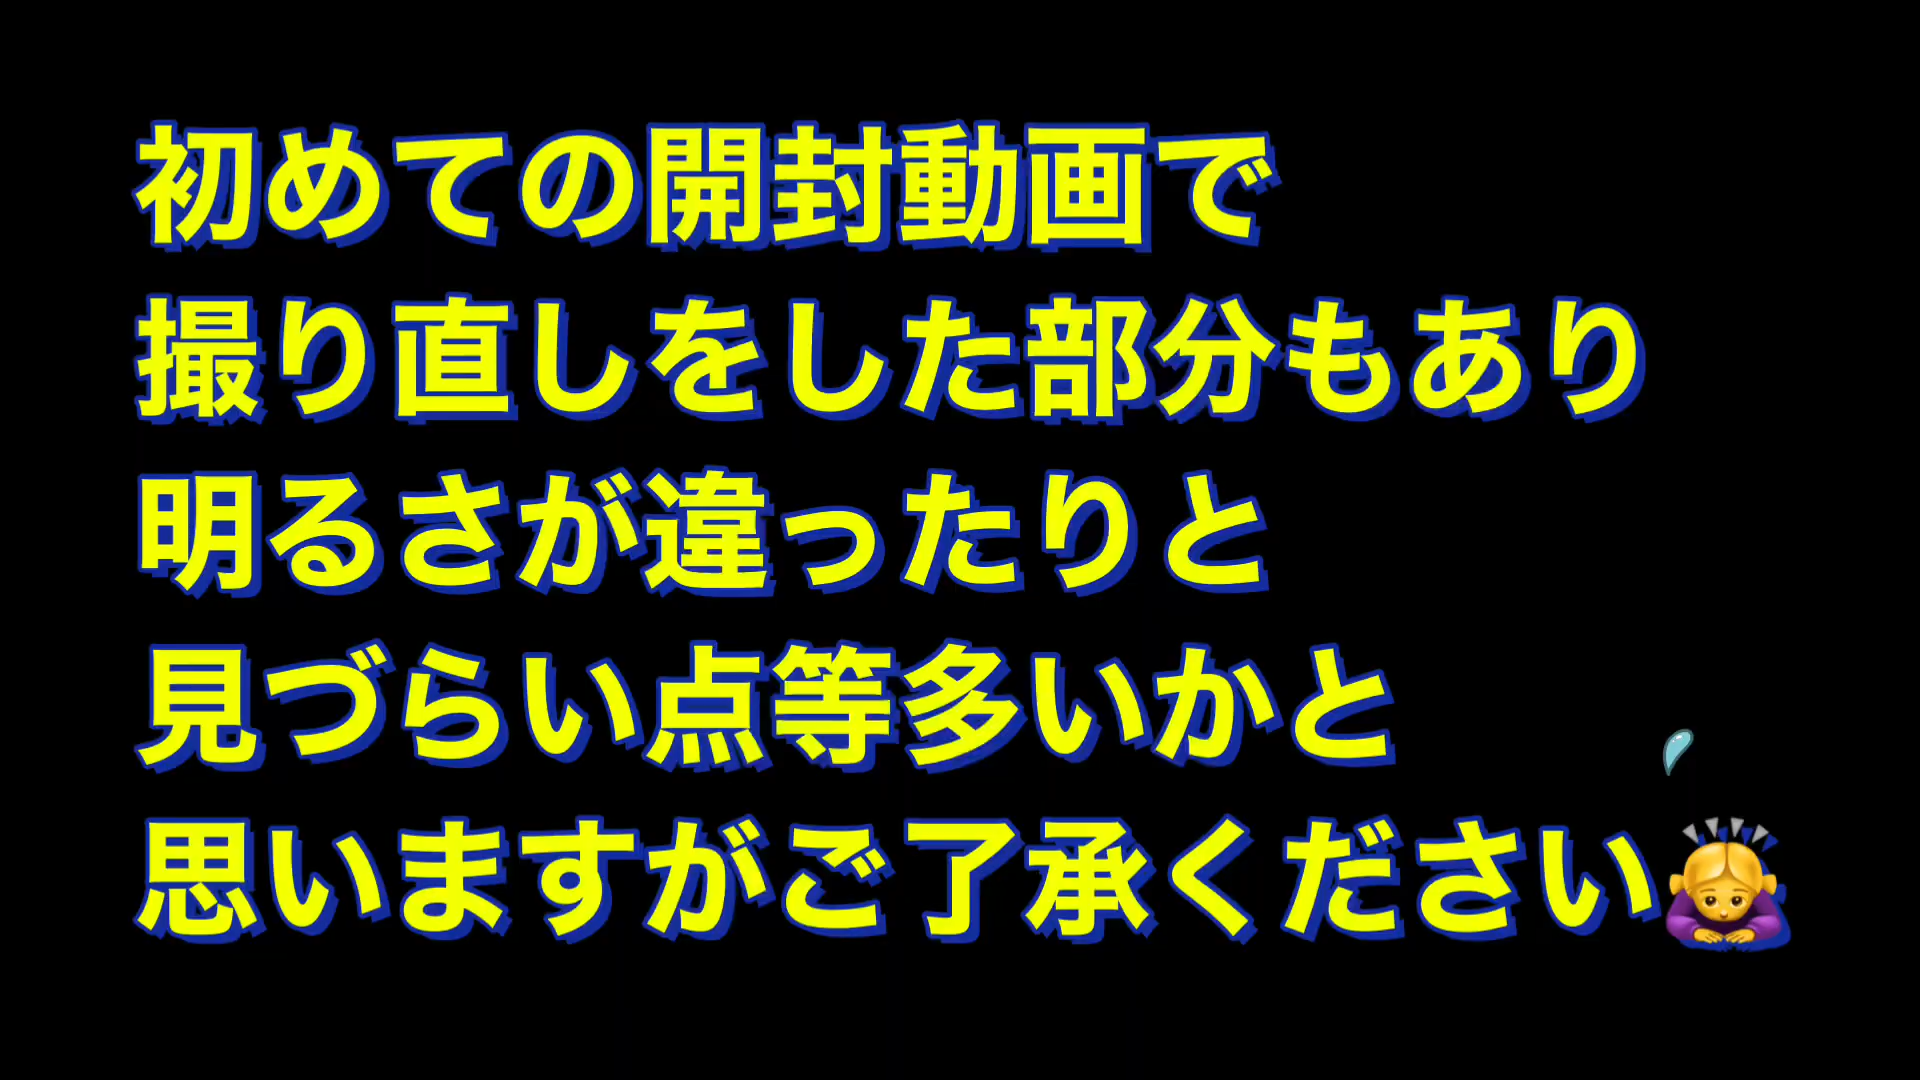 初めての開封動画で
撮り直しをした部分もあり
明るさが違ったりと
見づらい点等多いかと
思いますがご了承ください🙇‍♀️